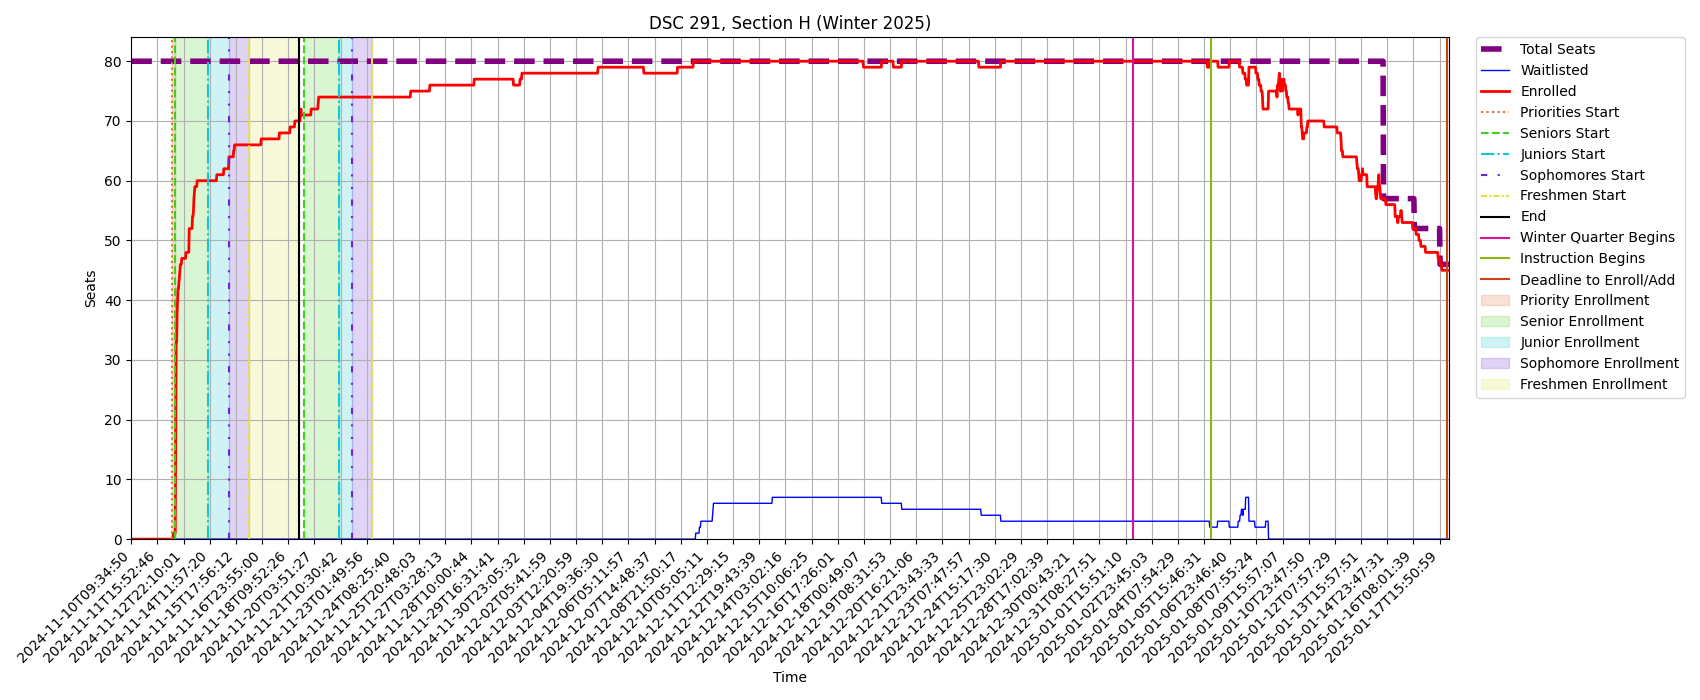 DSC 291, Section H (Winter 2025)
Seats
80
70
60
50
40
30
20
10
0
2024-11-10T09:34:50
2024-11-11T15:52:46
2024-11-12T22:10:01
2024-11-14T11:57:20
2024-11-15T17:56:12
2024-11-16T23:55:00
2024-11-18T09:52:26
2024-11-20T03:51:27
2024-11-21T10:30:42
2024-11-23T01:49:56
2024-11-24T08:25:40
2024-11-25T20:48:03
2024-11-27T03:28:13
2024-11-28T10:00:44
2024-11-29T16:31:41
2024-11-30T23:05:32
2024-12-02T05:41:59
2024-12-03T12:20:59
2024-12-04T19:36:30
2024-12-06T05:11:57
2024-12-07T14:48:37
2024-12-08T21:50:17
2024-12-10T05:05:11
2024-12-11T12:29:15
2024-12-12T19:43:39
2024-12-14T03:02:16
2024-12-15T10:06:25
2024-12-16T17:26:01
2024-12-18T00:49:07
2024-12-19T08:31:53
2024-12-20T16:21:06
2024-12-21T23:43:33
2024-12-23T07:47:57
2024-12-24T15:17:30
2024-12-25T23:02:29
2024-12-28T17:02:39
2024-12-30T00:43:21
2024-12-31T08:27:51
2025-01-01T15:51:10
2025-01-02T23:45:03
2025-01-04T07:54:29
2025-01-05T15:46:31
2025-01-06T23:46:40
2025-01-08T07:55:24
2025-01-09T15:57:07
2025-01-10T23:47:50
2025-01-12T07:57:29
2025-01-13T15:57:51
2025-01-14T23:47:31
2025-01-16T08:01:39
2025-01-17T15:50:59
Time
Total Seats
Waitlisted
Enrolled
Priorities Start
Seniors Start
Juniors Start
Sophomores Start
Freshmen Start
End
Winter Quarter Begins
Instruction Begins
Deadline to Enroll/Add
Priority Enrollment
Senior Enrollment
Junior Enrollment
Sophomore Enrollment
Freshmen Enrollment